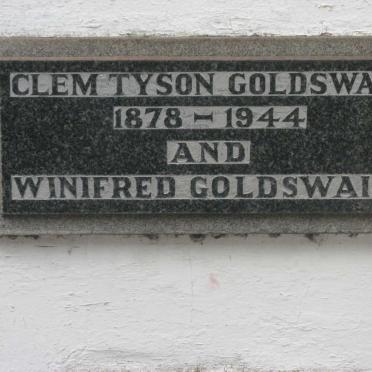 CLEM TYSON GOLDSWA
1878 - 1944
AND
WINIFRED GOLDSWAI